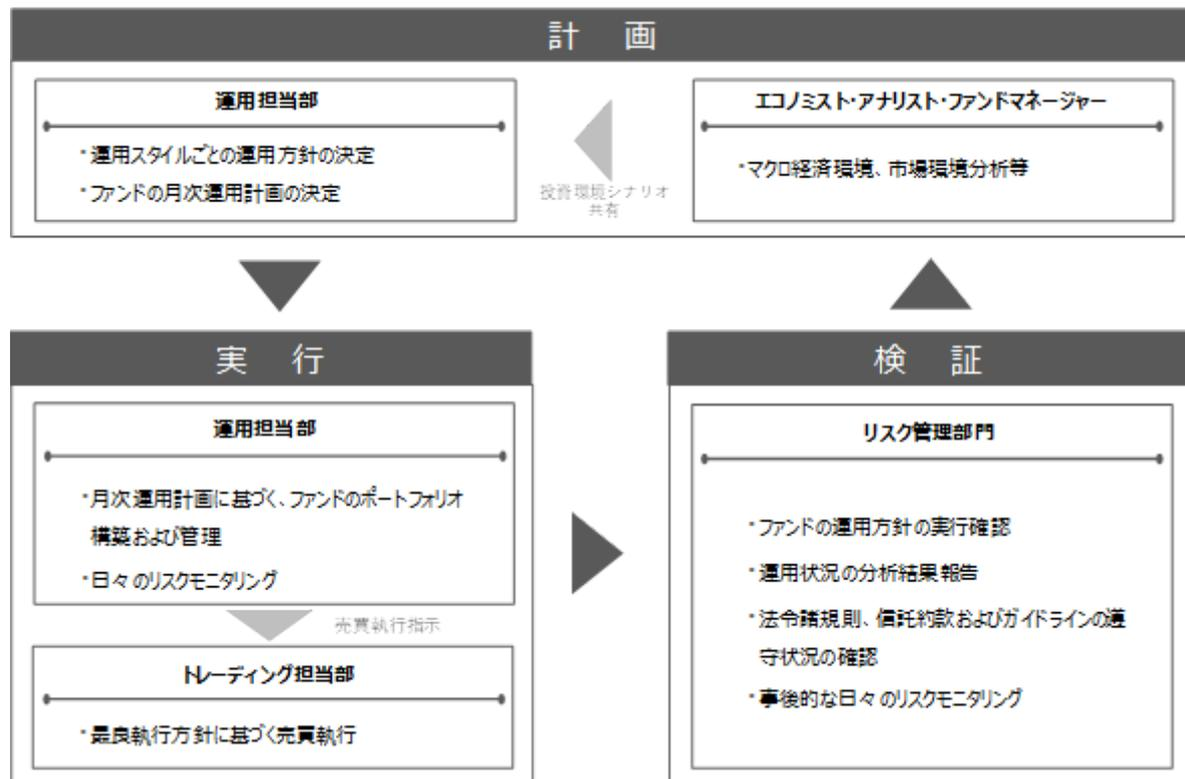 計 画
運用担当部
・運用スタイルごとの運用方針の決定
・ファンドの月次運用計画の決定
投資環境シナリオ
共有
エコノミスト・アナリスト・ファンドマネージャー
・マクロ経済環境、市場環境分析等
実 行
運用担当部
・月次運用計画に基づく、ファンドのポートフォリオ
構築および管理
・日々のリスクモニタリング
売買執行指示
トレーディング担当部
・最良執行方針に基づく売買執行
検 証
リスク管理部門
・ファンドの運用方針の実行確認
・運用状況の分析結果報告
・法令諸規則、信託約款およびガイドラインの遵
守状況の確認
・事後的な日々のリスクモニタリング